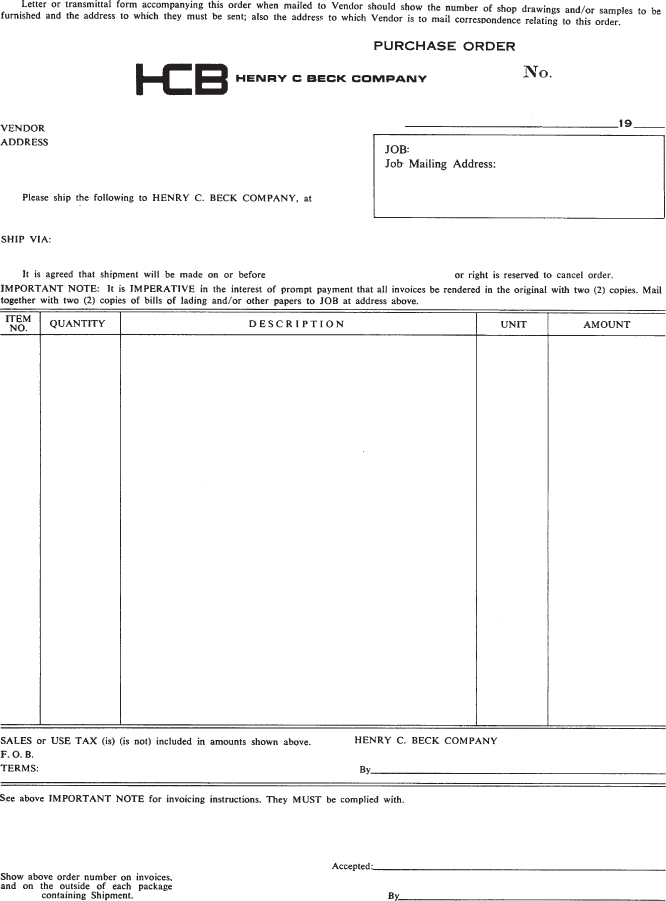 Letter or transmittal form accompanying this order when mailed to Vendor should show the number of shop drawings and/or samples to be
furnished and the address to which they must be sent; also the address to which Vendor is to mail correspondence relating to this order.
PURCHASE ORDER
HCB HENRY C BECK COMPANY No.
VENDOR
ADDRESS
19
JOB:
Job Mailing Address:
Please ship the following to HENRY C. BECK COMPANY, at
SHIP VIA:
It is agreed that shipment will be made on or before or right is reserved to cancel order.
IMPORTANT NOTE: It is IMPERATIVE in the interest of prompt payment that all invoices be rendered in the original with two (2) copies. Mail
together with two (2) copies of bills of lading and/or other papers to JOB at address above.
ITEM NO. QUANTITY DESCRIPTION UNIT AMOUNT
SALES or USE TAX (is) (is not) included in amounts shown above. HENRY C. BECK COMPANY
F. O. B.
TERMS: By
See above IMPORTANT NOTE for invoicing instructions. They MUST be complied with.
Accepted:
Show above order number on invoices,
and on the outside of each package
containing Shipment. By